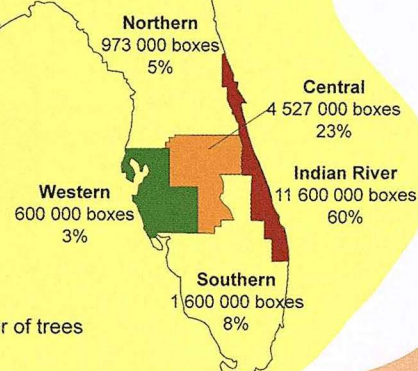 Northern
973 000 boxes
5%
Central
4 527 000 boxes
23%
Indian River
11 600 000 boxes
60%
Western
600 000 boxes
3%
Southern
1 600 000 boxes
8%
r of trees